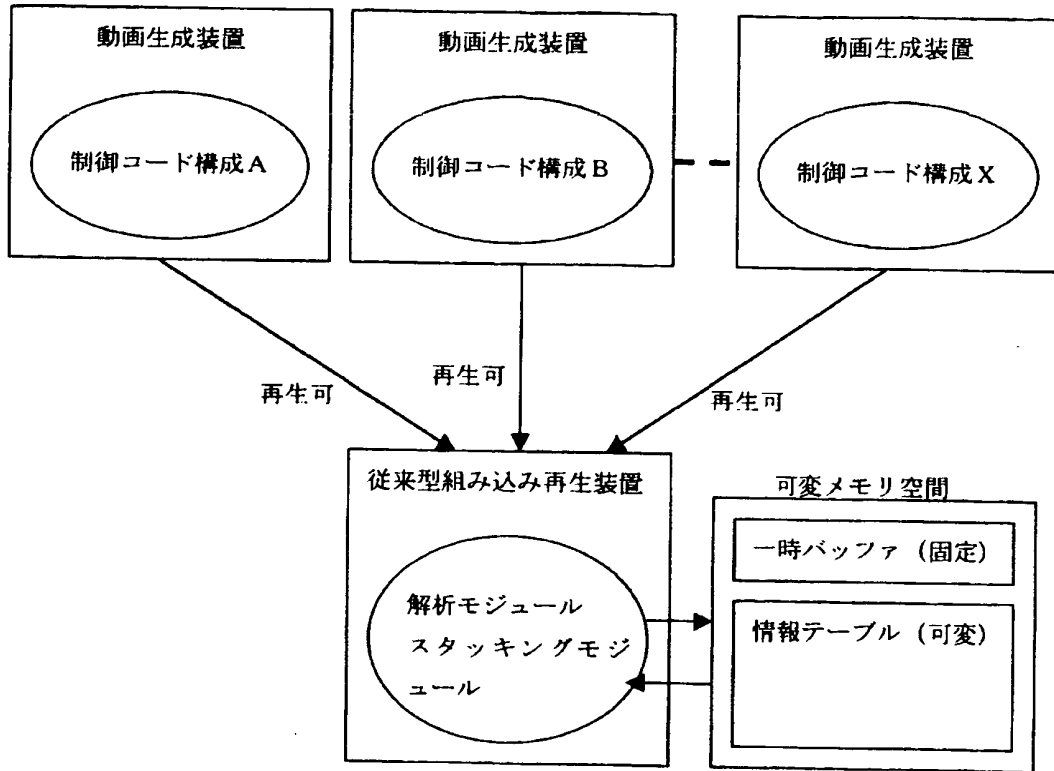 動画生成装置
動画生成装置
動画生成装置
制御コード構成A
制御コード構成B
制御コード構成X
再生可
再生可
再生可
従来型組み込み再生装置
解析モジュール
スタッキングモジ
ュール
可変メモリ空間
一時バッファ（固定）
情報テーブル（可変）